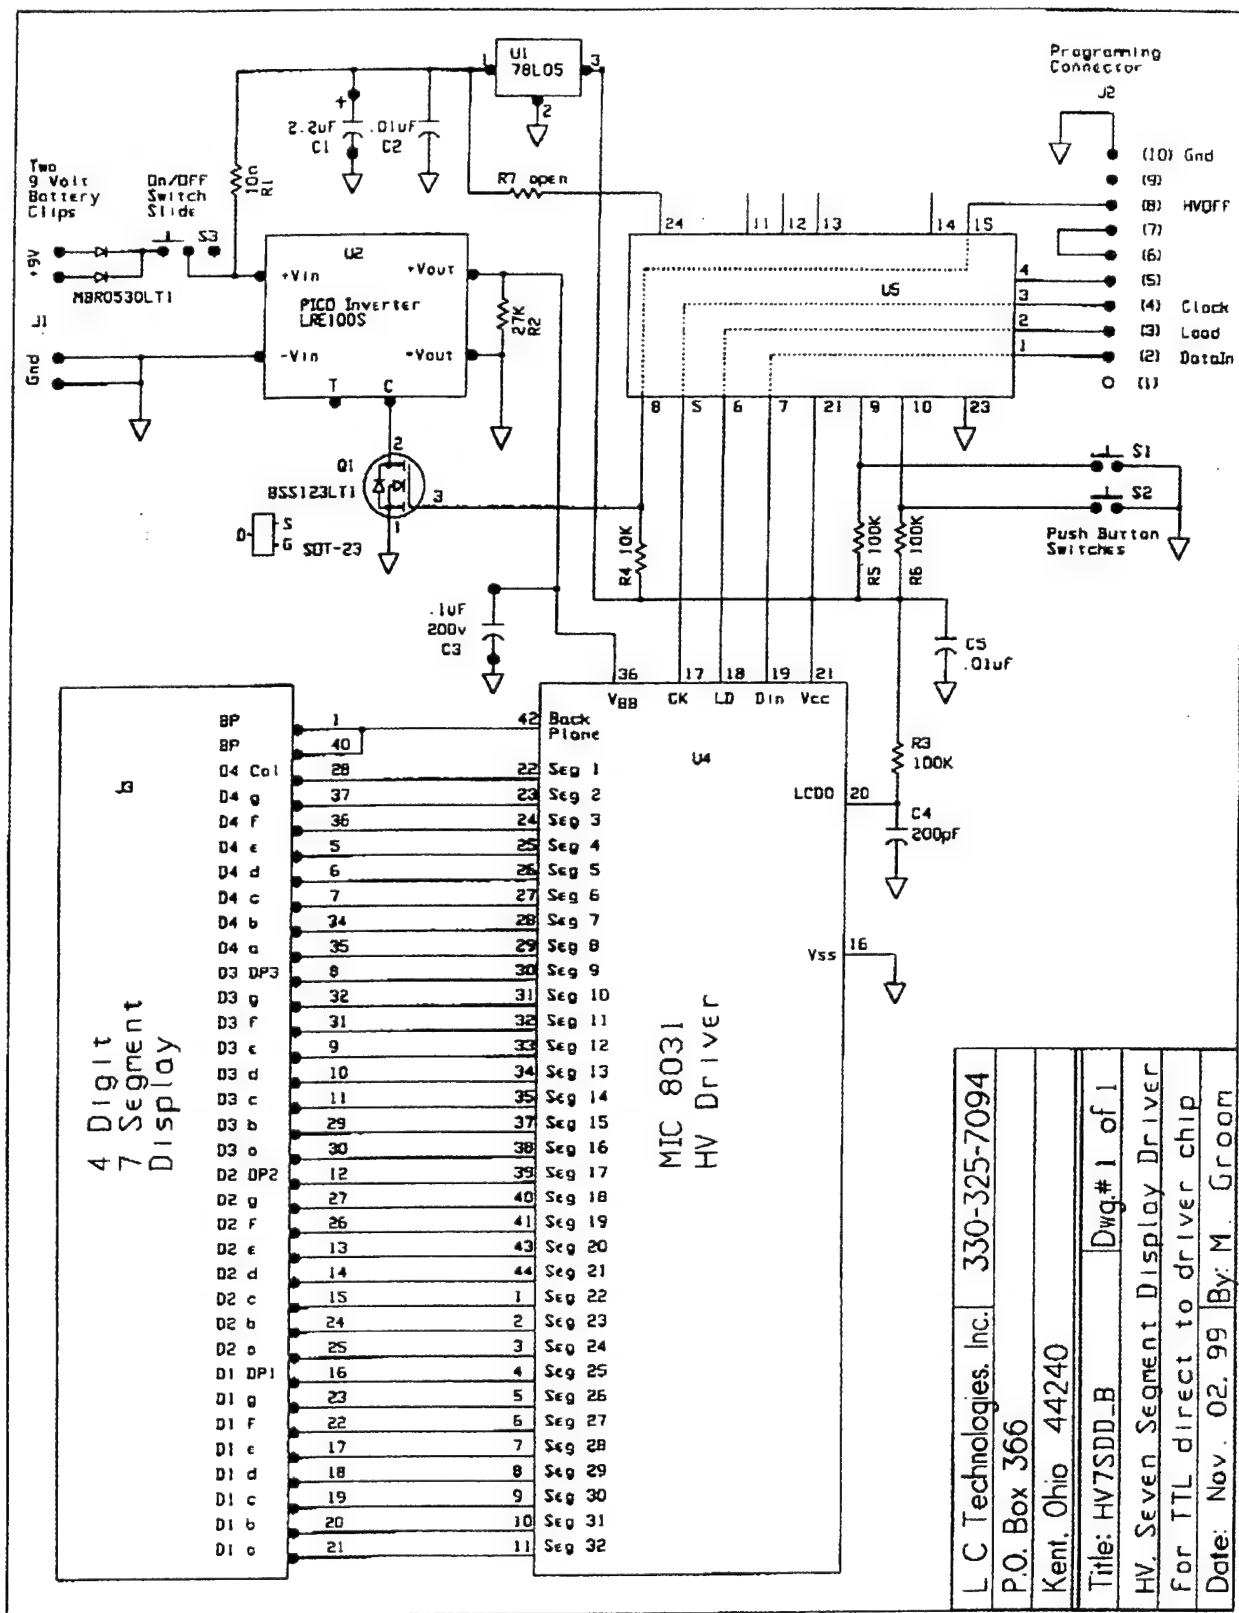 U1
78L05
1
3
2
Programing
Connector
J2
2.2uF
C1
+
.01uF
C2
10n
R1
Two
9 Volt
Battery
Clips
On/OFF
Switch
Slide
S3
+9V
MBR0530LT1
J1
Gnd
U2
+Vin
+Vout
PICO Inverter
LRE100S
-Vin
-Vout
T
C
27K
R2
R7 open
24
11
12
13
14
15
U5
4
3
2
1
8
5
6
7
21
9
10
23
(10) Gnd
(9)
(8) HVOFF
(7)
(6)
(5)
(4) Clock
(3) Load
(2) DataIn
(1)
Q1
BSS123LT1
2
3
1
D
S
G
SOT-23
R4 10K
R5 100K
R6 100K
S1
S2
Push Button
Switches
.1uF
200v
C3
C5
.01uF
36
17
18
19
21
VBB
CK
LD
Din
Vcc
U4
R3
100K
LCDO
20
C4
200pF
Vss
16
MIC 8031
HV Driver
J3
4 Digit
7 Segment
Display
BP 1 42 Back
Plane
BP 40
D4 Col 28 22 Seg 1
D4 g 37 23 Seg 2
D4 f 36 24 Seg 3
D4 e 5 25 Seg 4
D4 d 6 26 Seg 5
D4 c 7 27 Seg 6
D4 b 34 28 Seg 7
D4 a 35 29 Seg 8
D3 DP3 8 30 Seg 9
D3 g 32 31 Seg 10
D3 f 31 32 Seg 11
D3 e 9 33 Seg 12
D3 d 10 34 Seg 13
D3 c 11 35 Seg 14
D3 b 29 37 Seg 15
D3 a 30 38 Seg 16
D2 DP2 12 39 Seg 17
D2 g 27 40 Seg 18
D2 f 26 41 Seg 19
D2 e 13 43 Seg 20
D2 d 14 44 Seg 21
D2 c 15 1 Seg 22
D2 b 24 2 Seg 23
D2 a 25 3 Seg 24
D1 DP1 16 4 Seg 25
D1 g 23 5 Seg 26
D1 f 22 6 Seg 27
D1 e 17 7 Seg 28
D1 d 18 8 Seg 29
D1 c 19 9 Seg 30
D1 b 20 10 Seg 31
D1 a 21 11 Seg 32
L C Technologies. Inc. 330-325-7094
P.O. Box 366
Kent. Ohio 44240
Title: HV7SDD_B Dwg.# 1 of 1
HV. Seven Segment Display Driver
For TTL direct to driver chip
Date: Nov. 02. 99 By: M. Groom